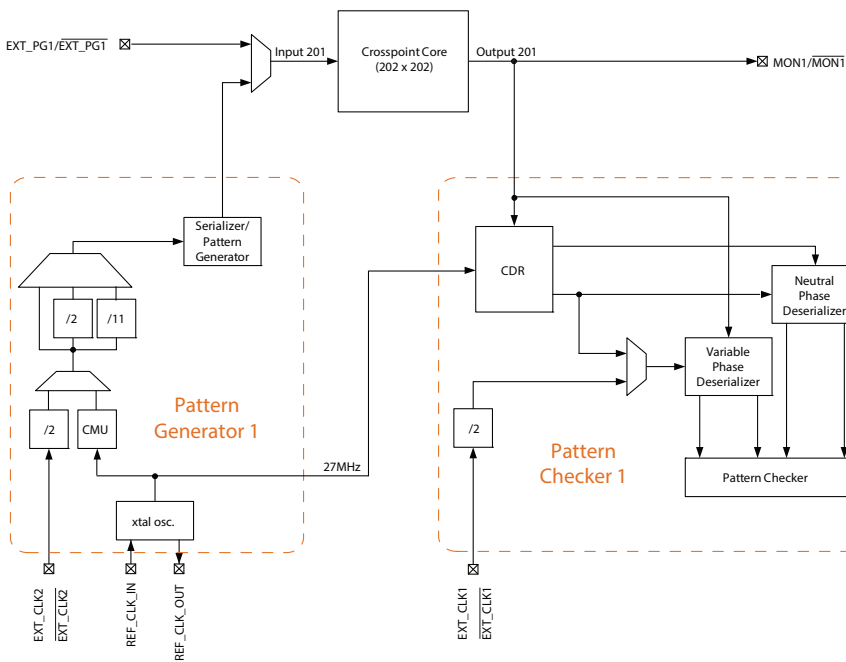 EXT_PG1/EXT_PG1
Input 201
Crosspoint Core
(202 x 202)
Output 201
MON1/MON1
Serializer/
Pattern
Generator
CDR
Neutral
Phase
Deserializer
/2
/11
Variable
Phase
Deserializer
Pattern
Generator 1
/2
CMU
/2
Pattern
Checker 1
27MHz
Pattern Checker
xtal osc.
EXT_CLK2
EXT_CLK2
REF_CLK_IN
REF_CLK_OUT
EXT_CLK1
EXT_CLK1